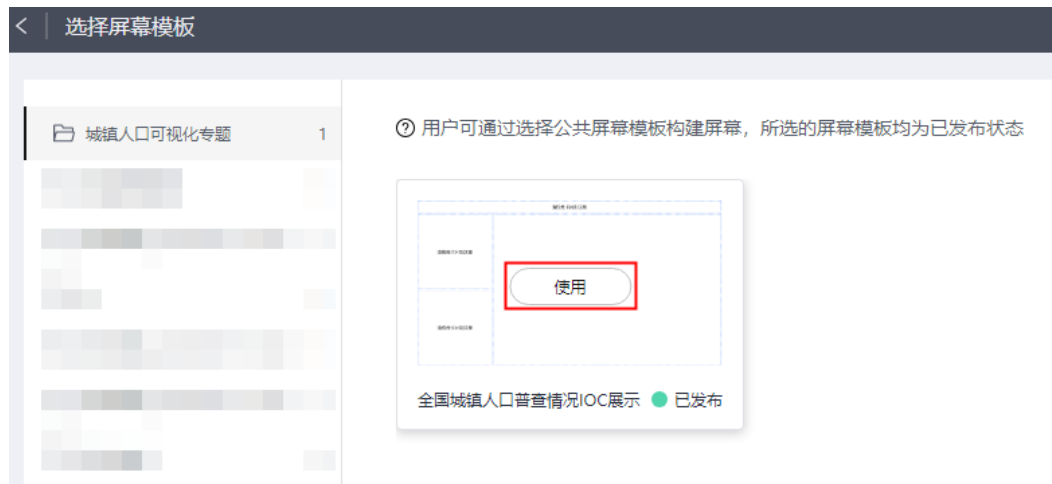 选择屏幕模板
城镇人口可视化专题 1
用户可通过选择公共屏幕模板构建屏幕，所选的屏幕模板均为已发布状态
使用
全国城镇人口普查情况IOC展示 已发布